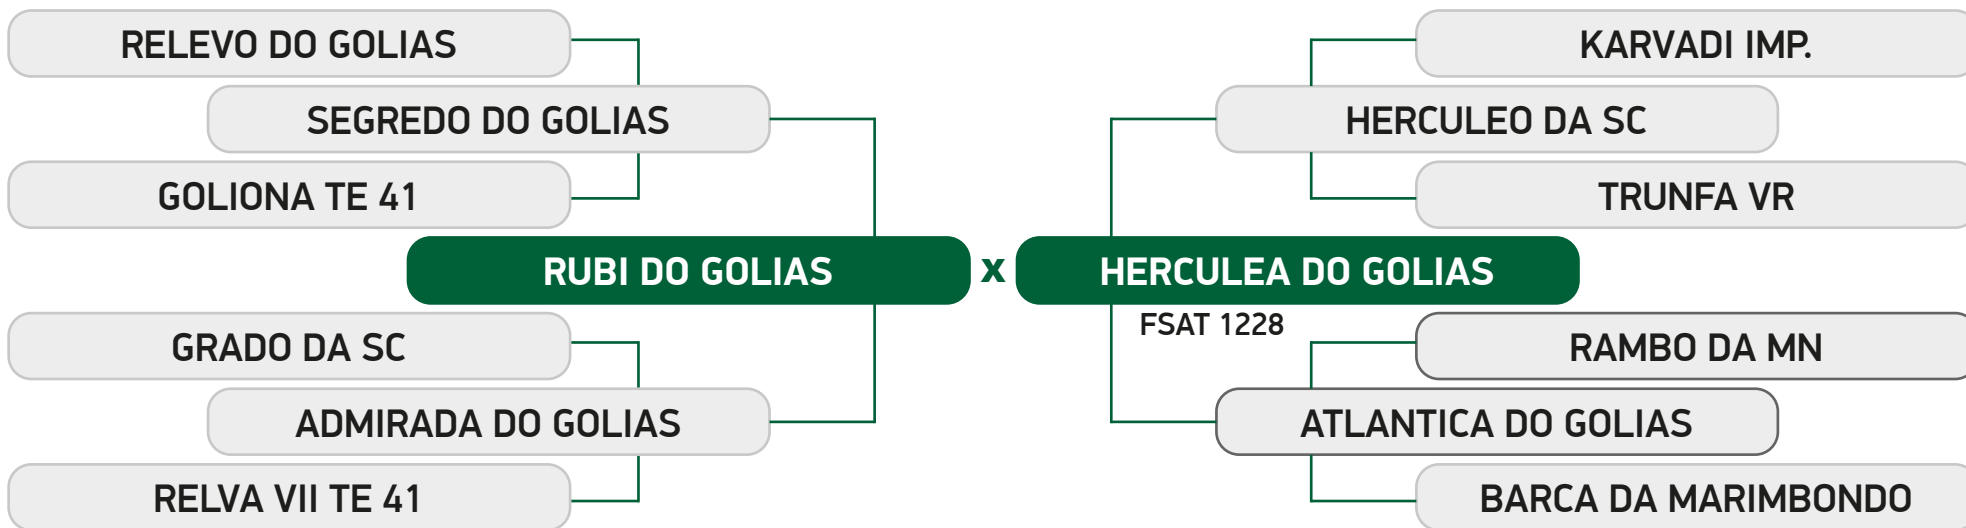 RELEVO DO GOLIAS
KARVADI IMP.
SEGREDO DO GOLIAS
HERCULEO DA SC
GOLIONA TE 41
TRUNFA VR
RUBI DO GOLIAS x HERCULEA DO GOLIAS
FSAT 1228
GRADO DA SC
RAMBO DA MN
ADMIRADA DO GOLIAS
ATLANTICA DO GOLIAS
RELVA VII TE 41
BARCA DA MARIMBONDO